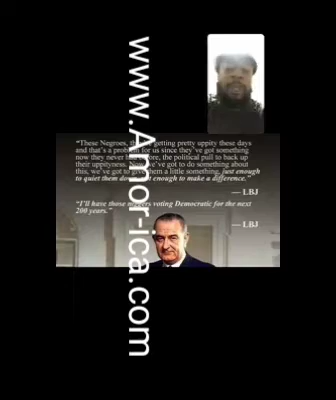 www.Amor-ica.com
“These Negroes, getting pretty uppity these days
and that's a problem for us since they've got something
now they never before, the political pull to back up
their uppityness. we've got to do something about
this, we've got to give them a little something, just enough
to quiet them enough to make a difference.”
— LBJ
“I'll have those voting Democratic for the next
200 years.”
— LBJ